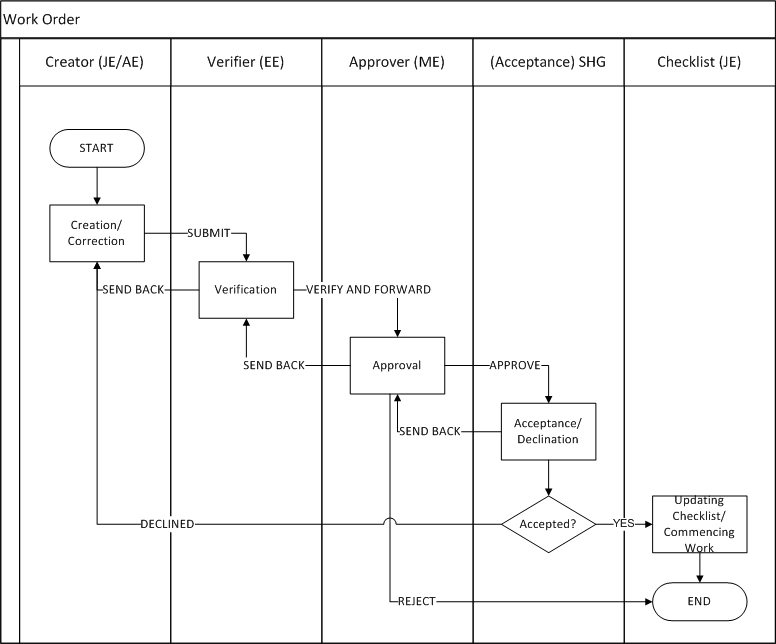 Work Order
Creator (JE/AE)
Verifier (EE)
Approver (ME)
(Acceptance) SHG
Checklist (JE)
START
Creation/
Correction
SUBMIT
SEND BACK
Verification
VERIFY AND FORWARD
SEND BACK
Approval
APPROVE
SEND BACK
Acceptance/
Declination
DECLINED
Accepted?
YES
Updating
Checklist/
Commencing
Work
REJECT
END